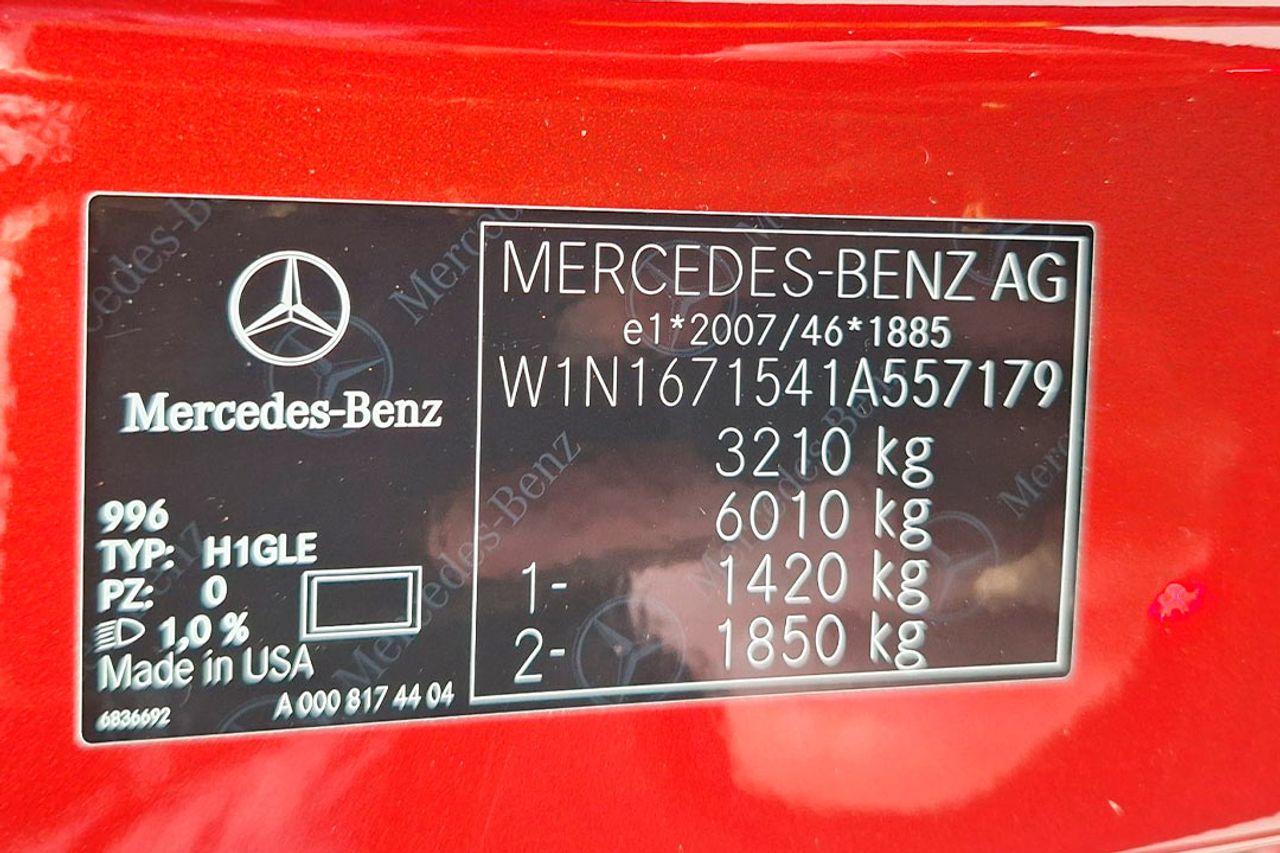 Mercedes-Benz
996
TYP: H1GLE
PZ: 0
1,0 %
Made in USA
6836692
A 000 817 44 04
MERCEDES-BENZ AG
e1*2007/46*1885
W1N1671541A557179
3210 kg
6010 kg
1- 1420 kg
2- 1850 kg